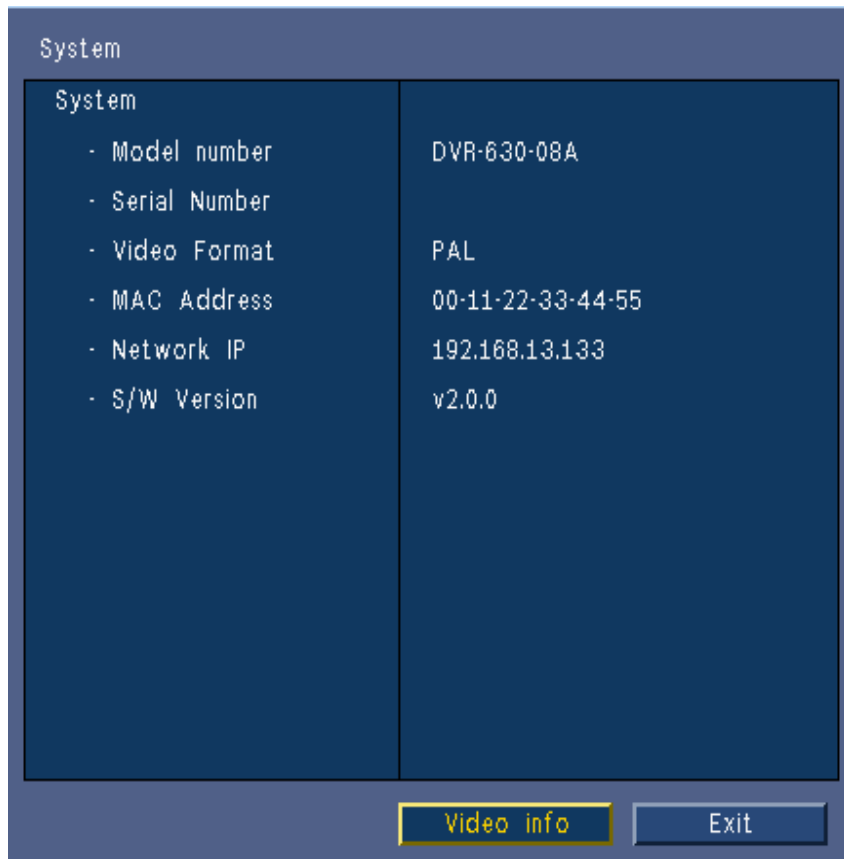 System
System
- Model number DVR-630-08A
- Serial Number
- Video Format PAL
- MAC Address 00-11-22-33-44-55
- Network IP 192.168.13.133
- S/W Version v2.0.0
Video info Exit